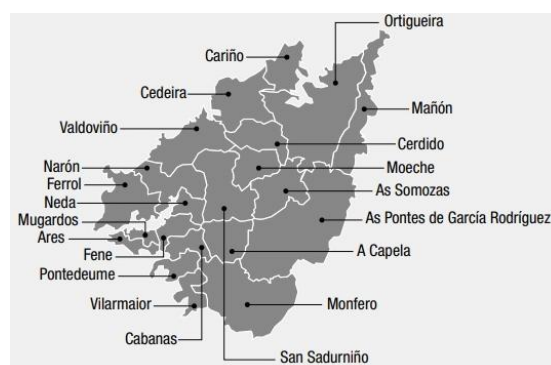 Ortigueira
Cariño
Cedeira
Mañón
Valdoviño
Cerdido
Narón
Moeche
Ferrol
As Somozas
Neda
Mugardos
As Pontes de García Rodríguez
Ares
A Capela
Fene
Pontedeume
Vilarmaior
Monfero
Cabanas
San Sadurniño